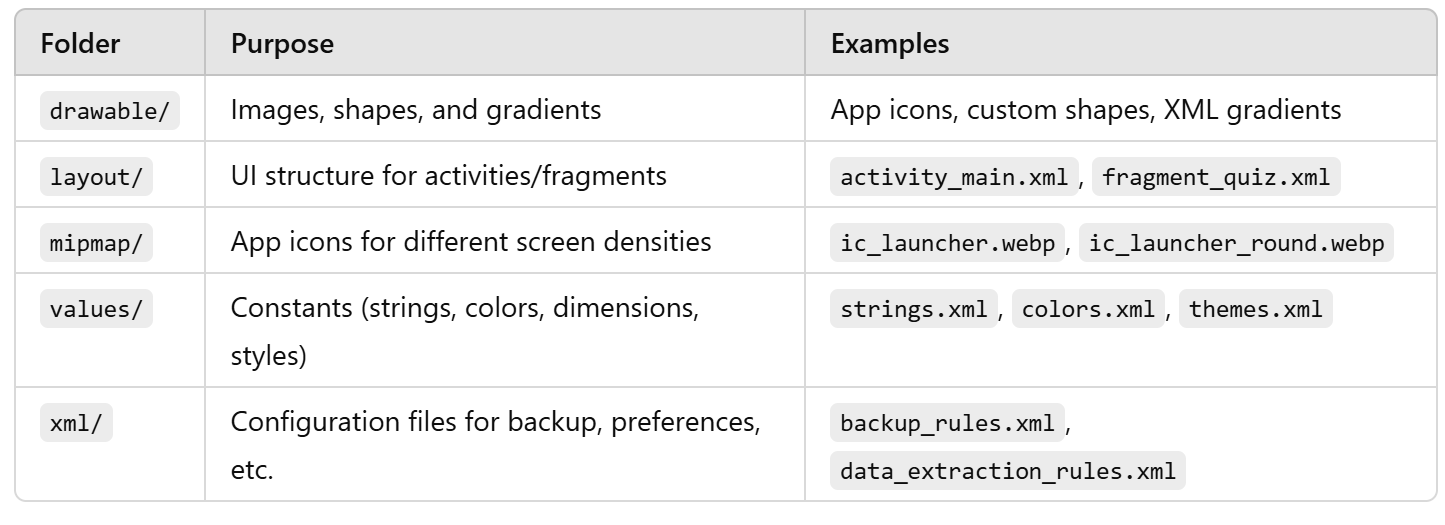 Folder Purpose Examples
drawable/ Images, shapes, and gradients App icons, custom shapes, XML gradients
layout/ UI structure for activities/fragments activity_main.xml, fragment_quiz.xml
mipmap/ App icons for different screen densities ic_launcher.webp, ic_launcher_round.webp
values/ Constants (strings, colors, dimensions, strings.xml, colors.xml, themes.xml
styles)
xml/ Configuration files for backup, preferences, backup_rules.xml,
etc. data_extraction_rules.xml